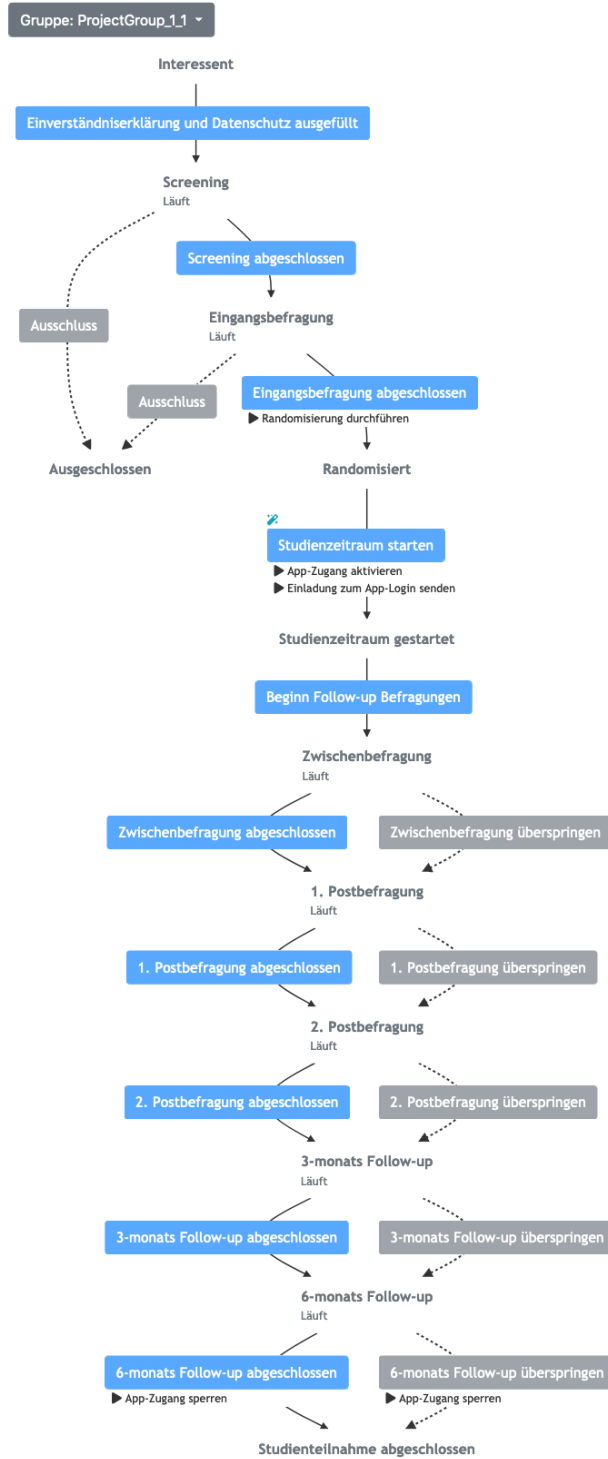 Gruppe: ProjectGroup_1_1
Interessent
Einverständniserklärung und Datenschutz ausgefüllt
Screening
Läuft
Screening abgeschlossen
Ausschluss
Eingangsbefragung
Läuft
Ausschluss
Eingangsbefragung abgeschlossen
Randomisierung durchführen
Ausgeschlossen
Randomisiert
Studienzeitraum starten
App-Zugang aktivieren
Einladung zum App-Login senden
Studienzeitraum gestartet
Beginn Follow-up Befragungen
Zwischenbefragung
Läuft
Zwischenbefragung abgeschlossen
Zwischenbefragung überspringen
1. Postbefragung
Läuft
1. Postbefragung abgeschlossen
1. Postbefragung überspringen
2. Postbefragung
Läuft
2. Postbefragung abgeschlossen
2. Postbefragung überspringen
3-monats Follow-up
Läuft
3-monats Follow-up abgeschlossen
3-monats Follow-up überspringen
6-monats Follow-up
Läuft
6-monats Follow-up abgeschlossen
6-monats Follow-up überspringen
App-Zugang sperren
App-Zugang sperren
Studienteilnahme abgeschlossen